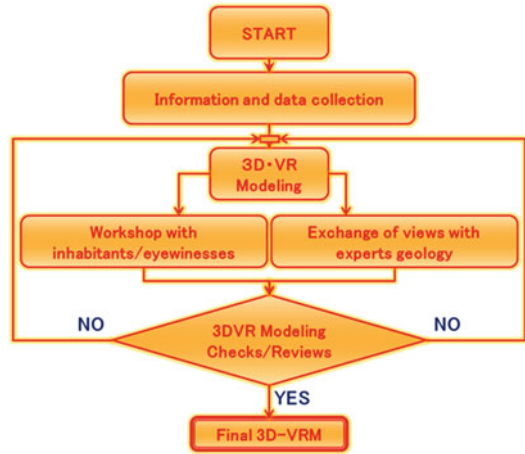 START
Information and data collection
3D・VR
Modeling
Workshop with
inhabitants/eyewinesses
Exchange of views with
experts geology
NO
3DVR Modeling
Checks/Reviews
NO
YES
Final 3D-VRM